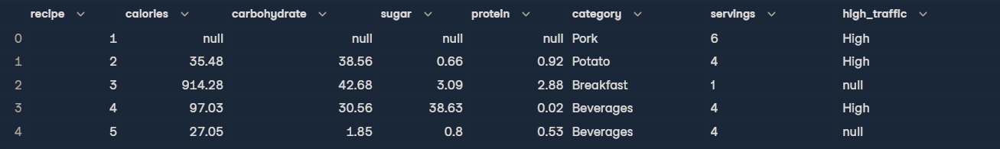 recipe calories carbohydrate sugar protein category servings high_traffic
0 1 null null null null Pork 6 High
1 2 35.48 38.56 0.66 0.92 Potato 4 High
2 3 914.28 42.68 3.09 2.88 Breakfast 1 null
3 4 97.03 30.56 38.63 0.02 Beverages 4 High
4 5 27.05 1.85 0.8 0.53 Beverages 4 null